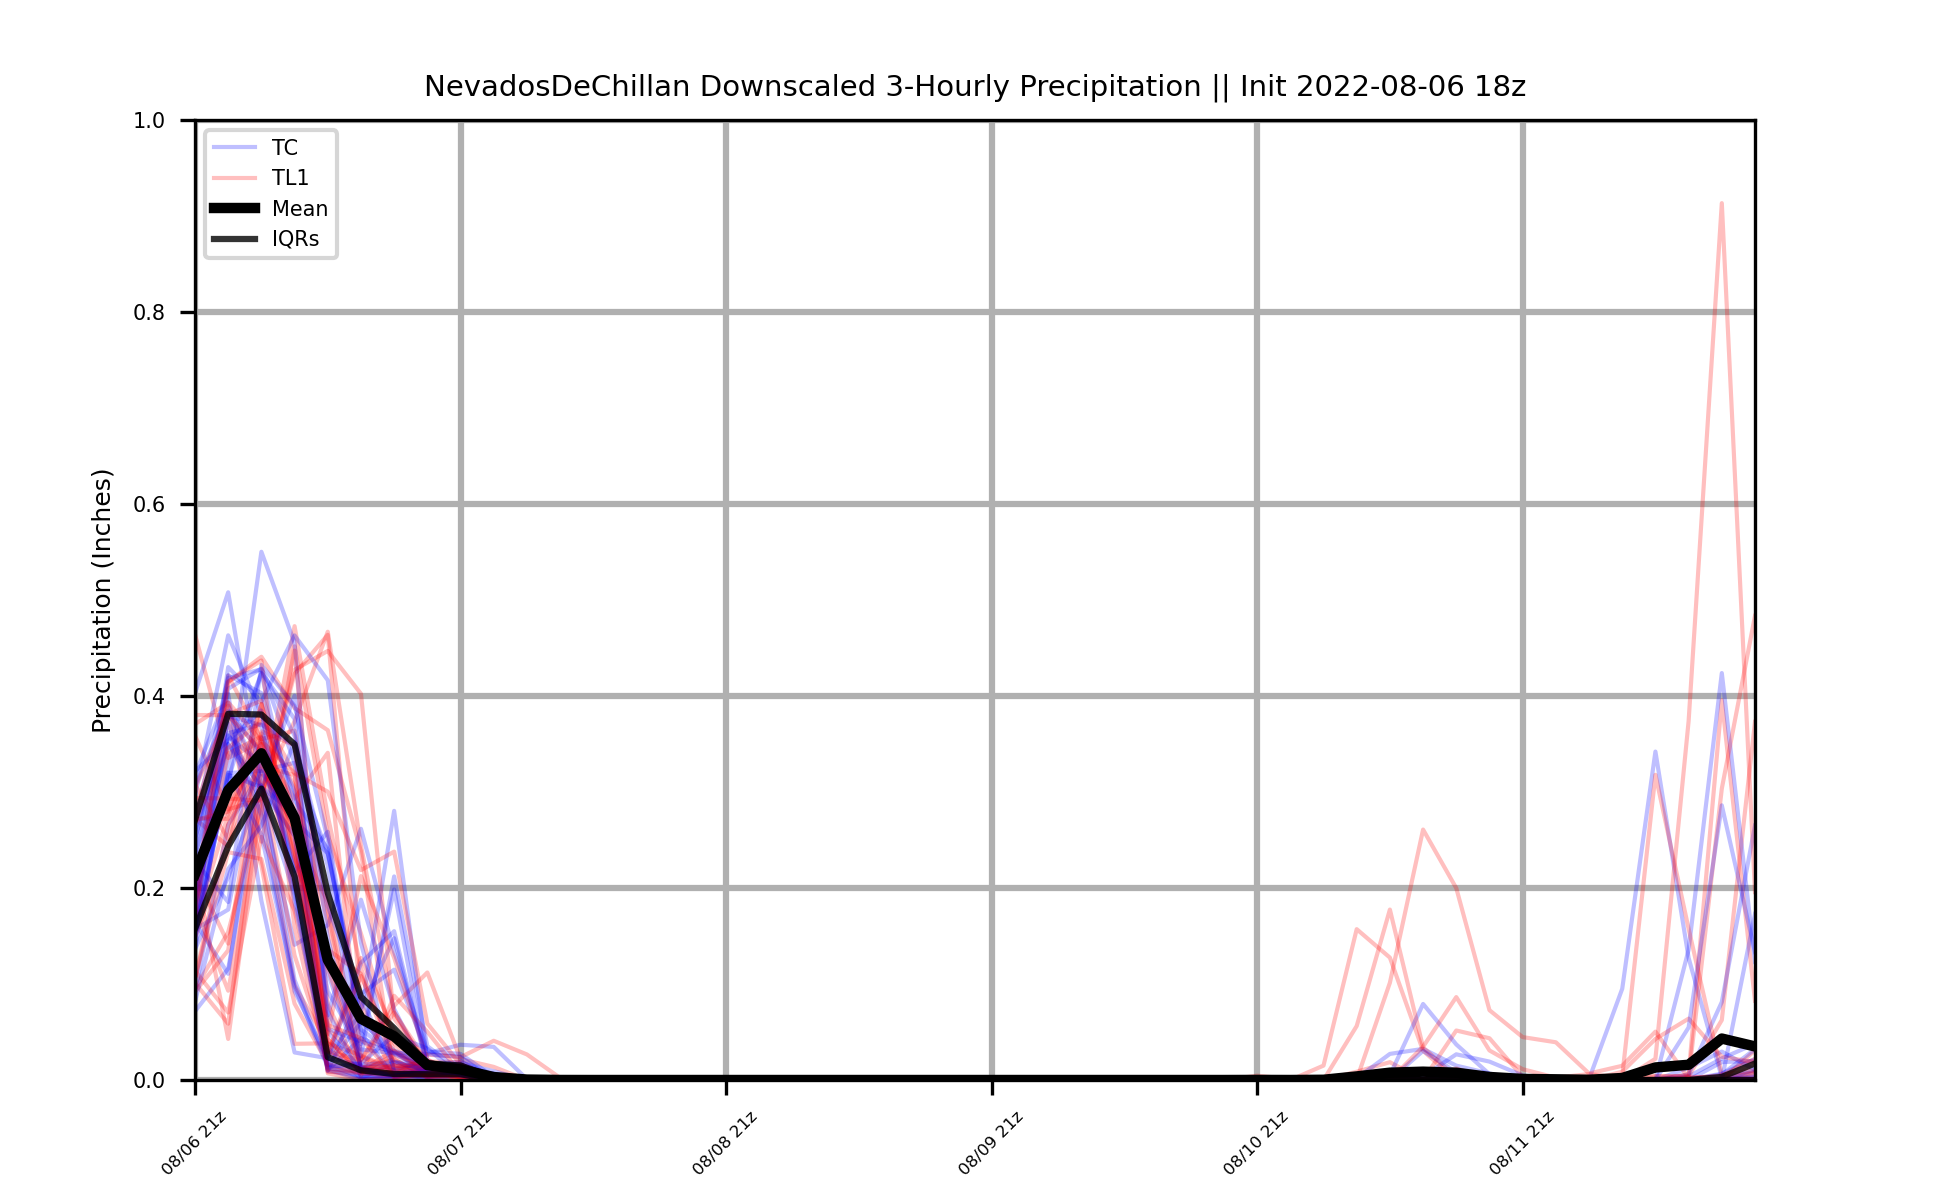 NevadosDeChillan Downscaled 3-Hourly Precipitation || Init 2022-08-06 18z
TC
TL1
Mean
IQRs
Precipitation (Inches)
1.0
0.8
0.6
0.4
0.2
0.0
08/06 21z
08/07 21z
08/08 21z
08/09 21z
08/10 21z
08/11 21z